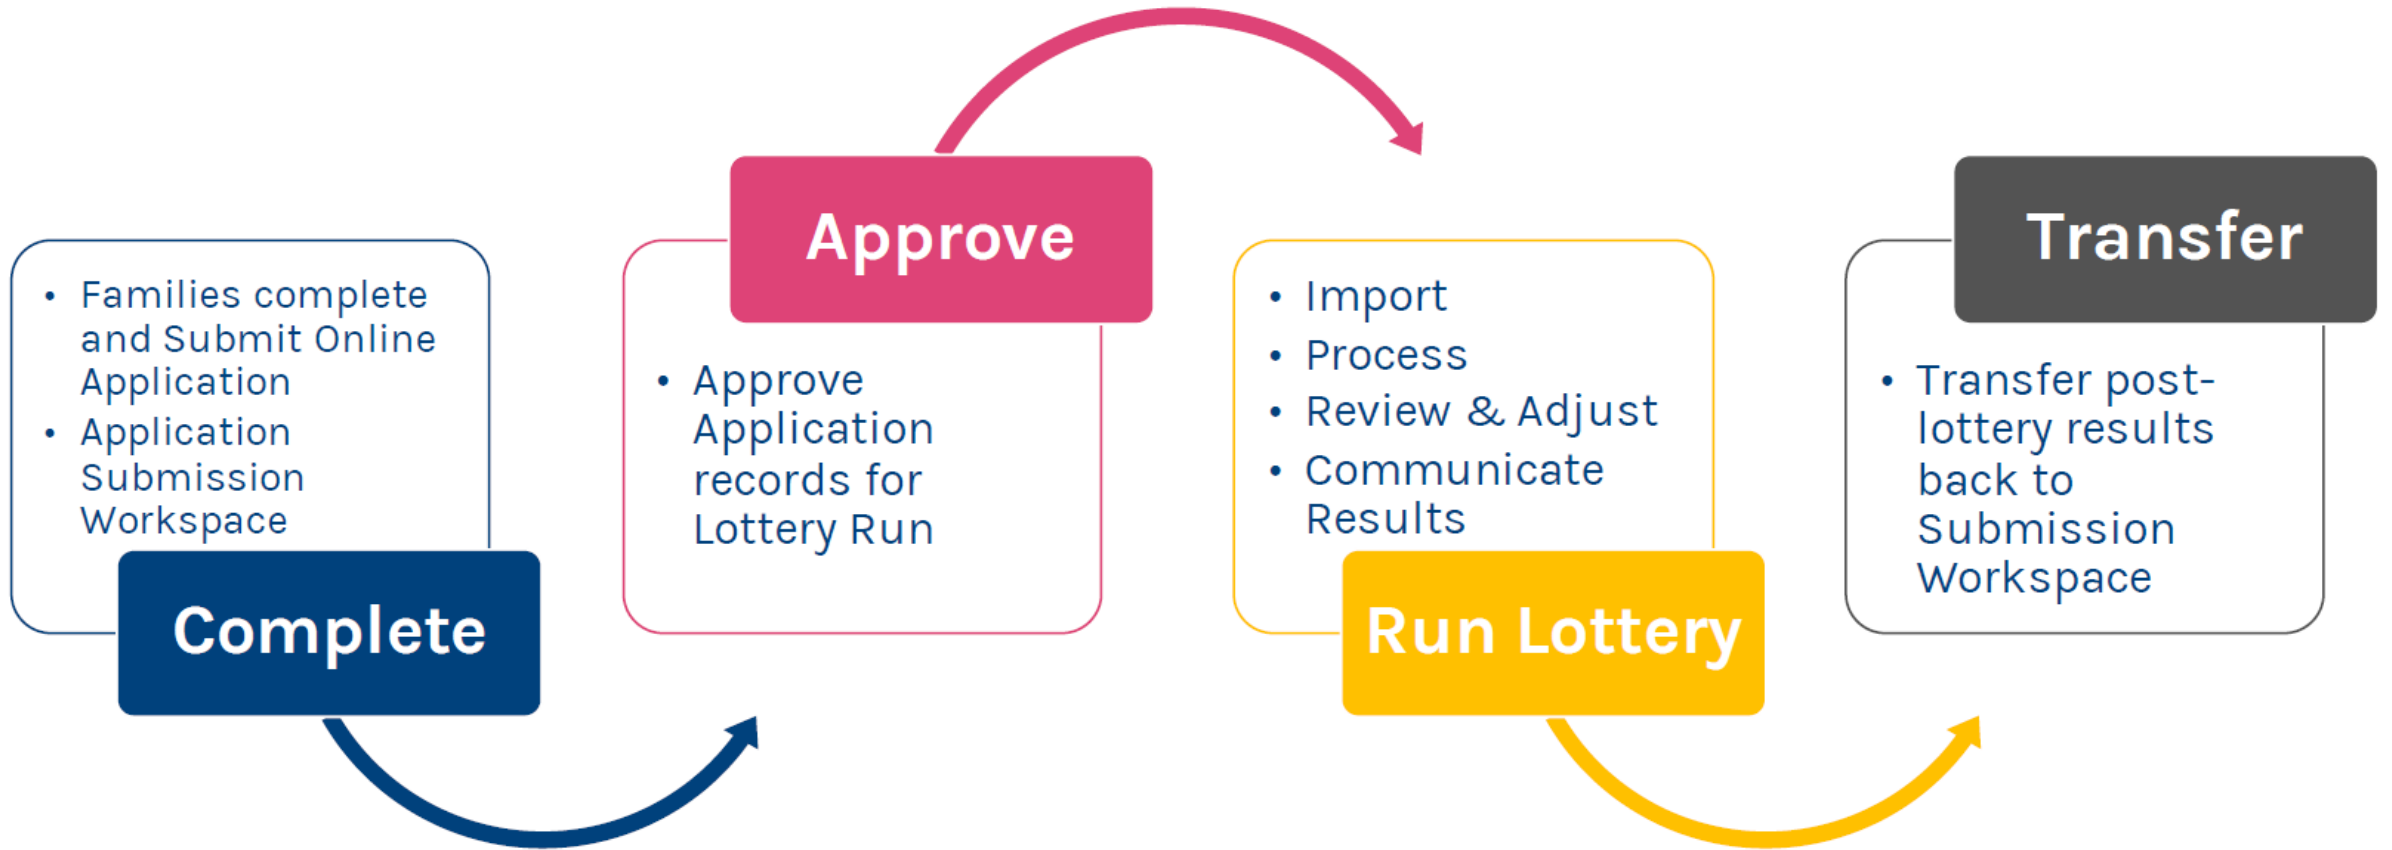 • Families complete
and Submit Online
Application
• Application
Submission
Workspace
Complete
Approve
• Approve
Application
records for
Lottery Run
• Import
• Process
• Review & Adjust
• Communicate
Results
Run Lottery
Transfer
• Transfer post-
lottery results
back to
Submission
Workspace